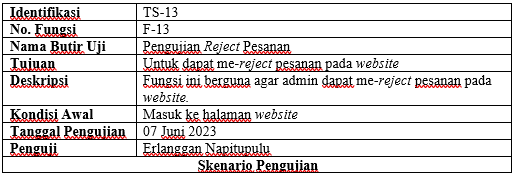 Identifikasi TS-13
No. Fungsi F-13
Nama Butir Uji Pengujian Reject Pesanan
Tujuan Untuk dapat me-reject pesanan pada website
Deskripsi Fungsi ini berguna agar admin dapat me-reject pesanan pada
website.
Kondisi Awal Masuk ke halaman website
Tanggal Pengujian 07 Juni 2023
Penguji Erlanggan Napitupulu
Skenario Pengujian